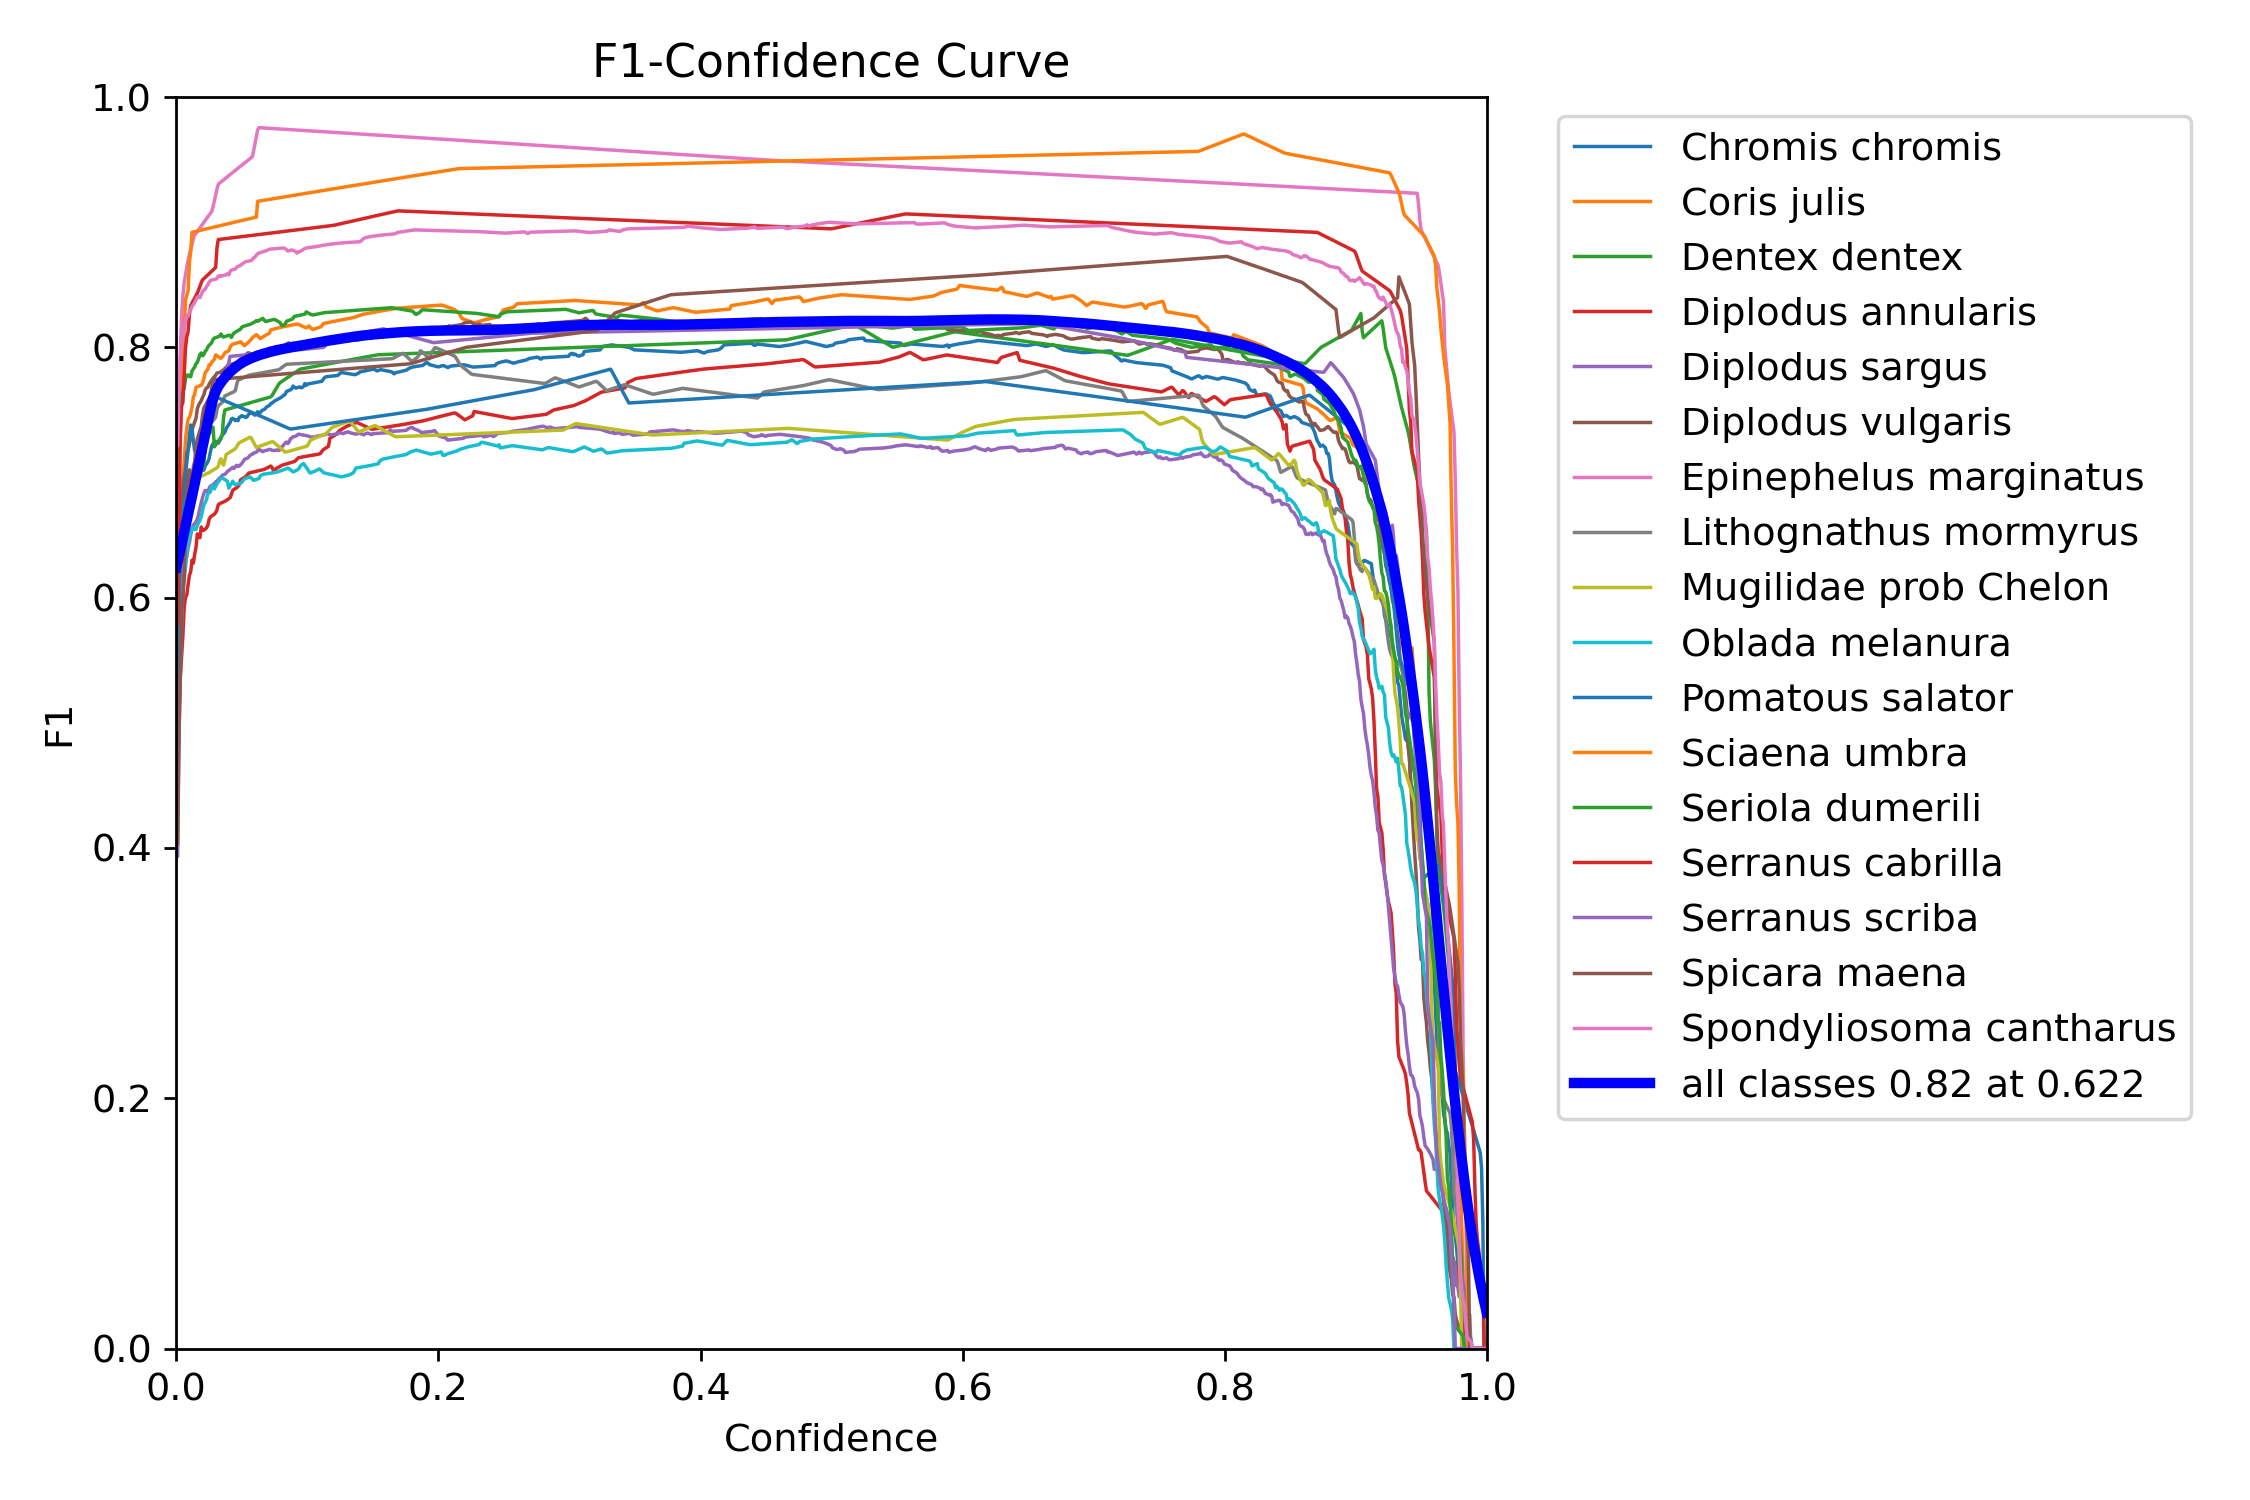 F1-Confidence Curve
1.0
0.8
0.6
0.4
0.2
0.0
F1
0.0 0.2 0.4 0.6 0.8 1.0
Confidence
Chromis chromis
Coris julis
Dentex dentex
Diplodus annularis
Diplodus sargus
Diplodus vulgaris
Epinephelus marginatus
Lithognathus mormyrus
Mugilidae prob Chelon
Oblada melanura
Pomatous salator
Sciaena umbra
Seriola dumerili
Serranus cabrilla
Serranus scriba
Spicara maena
Spondyliosoma cantharus
all classes 0.82 at 0.622